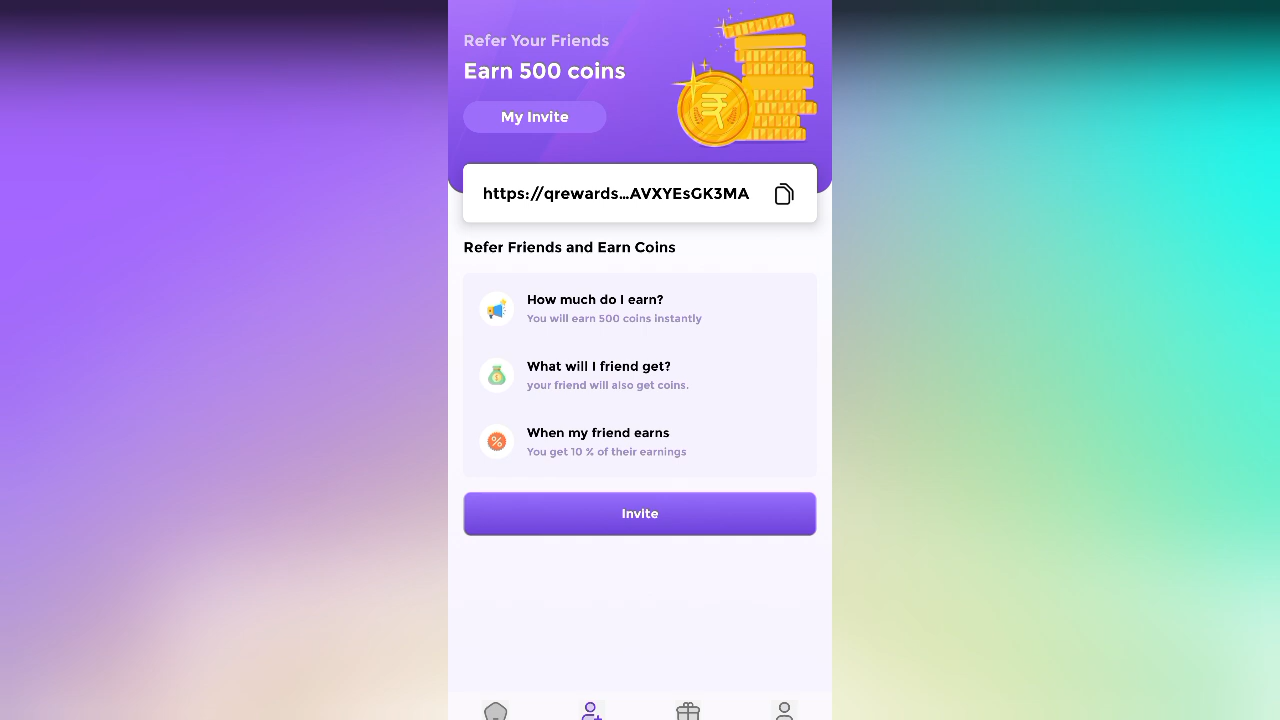 Refer Your Friends
Earn 500 coins
My Invite
https://qrewards...AVXYEsGK3MA
Refer Friends and Earn Coins
How much do I earn?
You will earn 500 coins instantly
What will I friend get?
your friend will also get coins.
When my friend earns
You get 10 % of their earnings
Invite